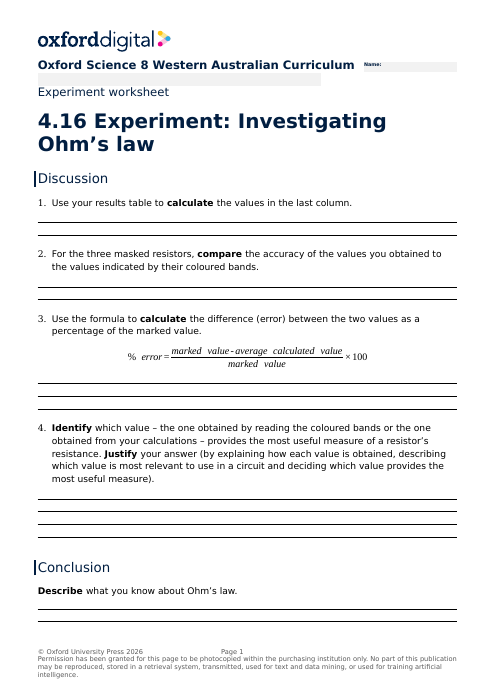 oxforddigital
Oxford Science 8 Western Australian Curriculum Name:
Experiment worksheet
4.16 Experiment: Investigating
Ohm's law
Discussion
1. Use your results table to calculate the values in the last column.
2. For the three masked resistors, compare the accuracy of the values you obtained to
the values indicated by their coloured bands.
3. Use the formula to calculate the difference (error) between the two values as a
percentage of the marked value.
% error = marked value - average calculated value / marked value × 100
4. Identify which value – the one obtained by reading the coloured bands or the one
obtained from your calculations – provides the most useful measure of a resistor's
resistance. Justify your answer (by explaining how each value is obtained, describing
which value is most relevant to use in a circuit and deciding which value provides the
most useful measure).
Conclusion
Describe what you know about Ohm's law.
© Oxford University Press 2026 Page 1
Permission has been granted for this page to be photocopied within the purchasing institution only. No part of this publication
may be reproduced, stored in a retrieval system, transmitted, used for text and data mining, or used for training artificial
intelligence.